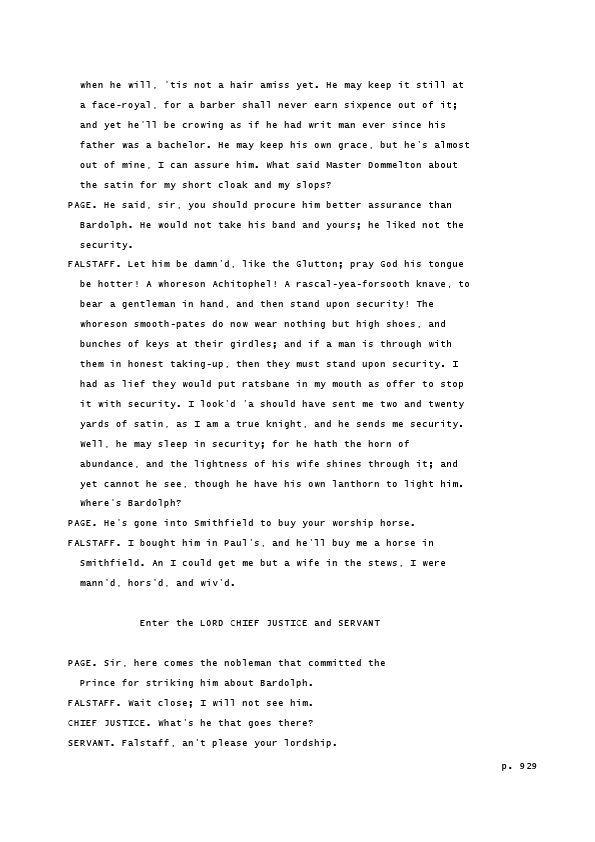 when he will, 'tis not a hair amiss yet. He may keep it still at
a face-royal, for a barber shall never earn sixpence out of it;
and yet he'll be crowing as if he had writ man ever since his
father was a bachelor. He may keep his own grace, but he's almost
out of mine, I can assure him. What said Master Dommelton about
the satin for my short cloak and my slops?
PAGE. He said, sir, you should procure him better assurance than
Bardolph. He would not take his band and yours; he liked not the
security.
FALSTAFF. Let him be damn'd, like the Glutton; pray God his tongue
be hotter! A whoreson Achitophel! A rascal-yea-forsooth knave, to
bear a gentleman in hand, and then stand upon security! The
whoreson smooth-pates do now wear nothing but high shoes, and
bunches of keys at their girdles; and if a man is through with
them in honest taking-up, then they must stand upon security. I
had as lief they would put ratsbane in my mouth as offer to stop
it with security. I look'd 'a should have sent me two and twenty
yards of satin, as I am a true knight, and he sends me security.
Well, he may sleep in security; for he hath the horn of
abundance, and the lightness of his wife shines through it; and
yet cannot he see, though he have his own lanthorn to light him.
Where's Bardolph?
PAGE. He's gone into Smithfield to buy your worship horse.
FALSTAFF. I bought him in Paul's, and he'll buy me a horse in
Smithfield. An I could get me but a wife in the stews, I were
mann'd, hors'd, and wiv'd.
Enter the LORD CHIEF JUSTICE and SERVANT
PAGE. Sir, here comes the nobleman that committed the
Prince for striking him about Bardolph.
FALSTAFF. Wait close; I will not see him.
CHIEF JUSTICE. What's he that goes there?
SERVANT. Falstaff, an't please your lordship.
p. 929